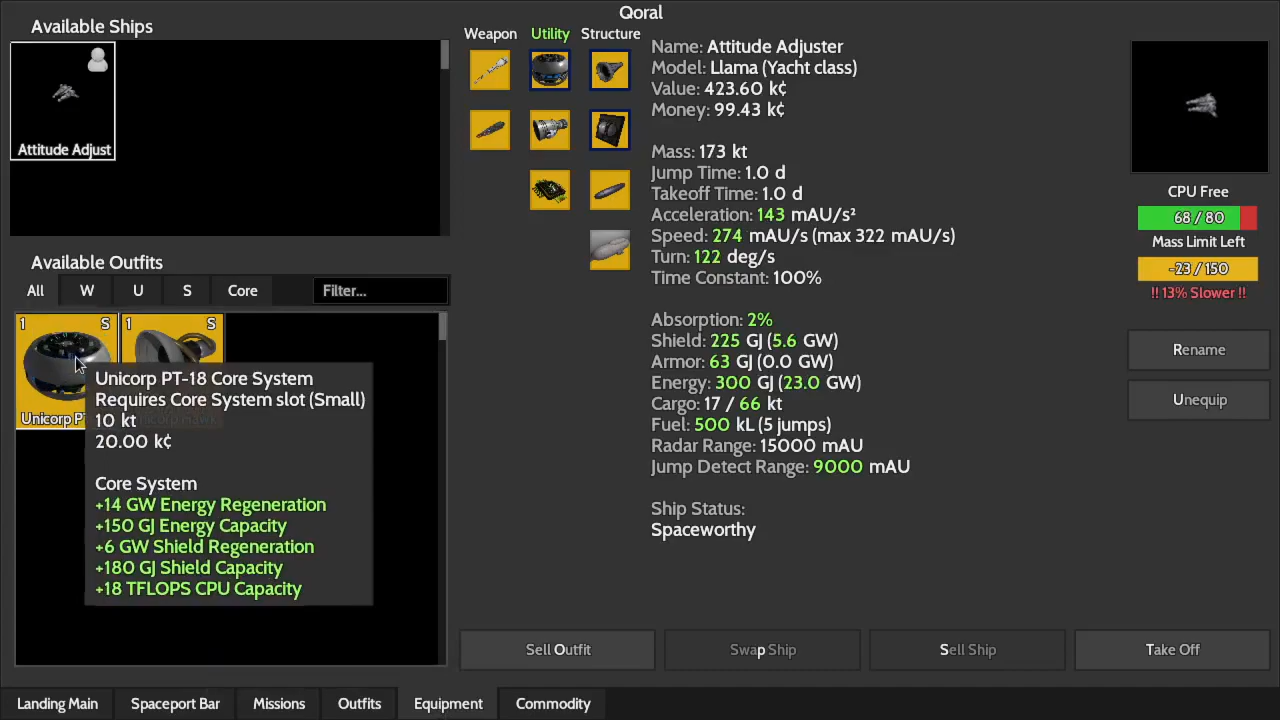 Qoral
Available Ships
Attitude Adjust
Available Outfits
All W U S Core Filter...
1 S
1 S
Unicorp P
Unicorp PT-18 Core System
Requires Core System slot (Small)
10 kt
20.00 k¢
Core System
+14 GW Energy Regeneration
+150 GJ Energy Capacity
+6 GW Shield Regeneration
+180 GJ Shield Capacity
+18 TFLOPS CPU Capacity
Weapon Utility Structure
Name: Attitude Adjuster
Model: Llama (Yacht class)
Value: 423.60 k¢
Money: 99.43 k¢
Mass: 173 kt
Jump Time: 1.0 d
Takeoff Time: 1.0 d
Acceleration: 143 mAU/s²
Speed: 274 mAU/s (max 322 mAU/s)
Turn: 122 deg/s
Time Constant: 100%
Absorption: 2%
Shield: 225 GJ (5.6 GW)
Armor: 63 GJ (0.0 GW)
Energy: 300 GJ (23.0 GW)
Cargo: 17 / 66 kt
Fuel: 500 kL (5 jumps)
Radar Range: 15000 mAU
Jump Detect Range: 9000 mAU
Ship Status:
Spaceworthy
CPU Free
68 / 80
Mass Limit Left
-23 / 150
!! 13% Slower !!
Rename
Unequip
Sell Outfit
Swap Ship
Sell Ship
Take Off
Landing Main
Spaceport Bar
Missions
Outfits
Equipment
Commodity